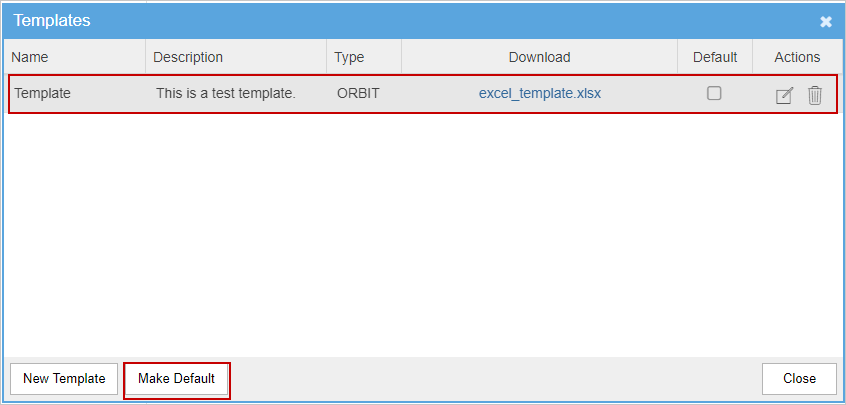 Templates
Name Description Type Download Default Actions
Template This is a test template. ORBIT excel_template.xlsx
New Template Make Default Close